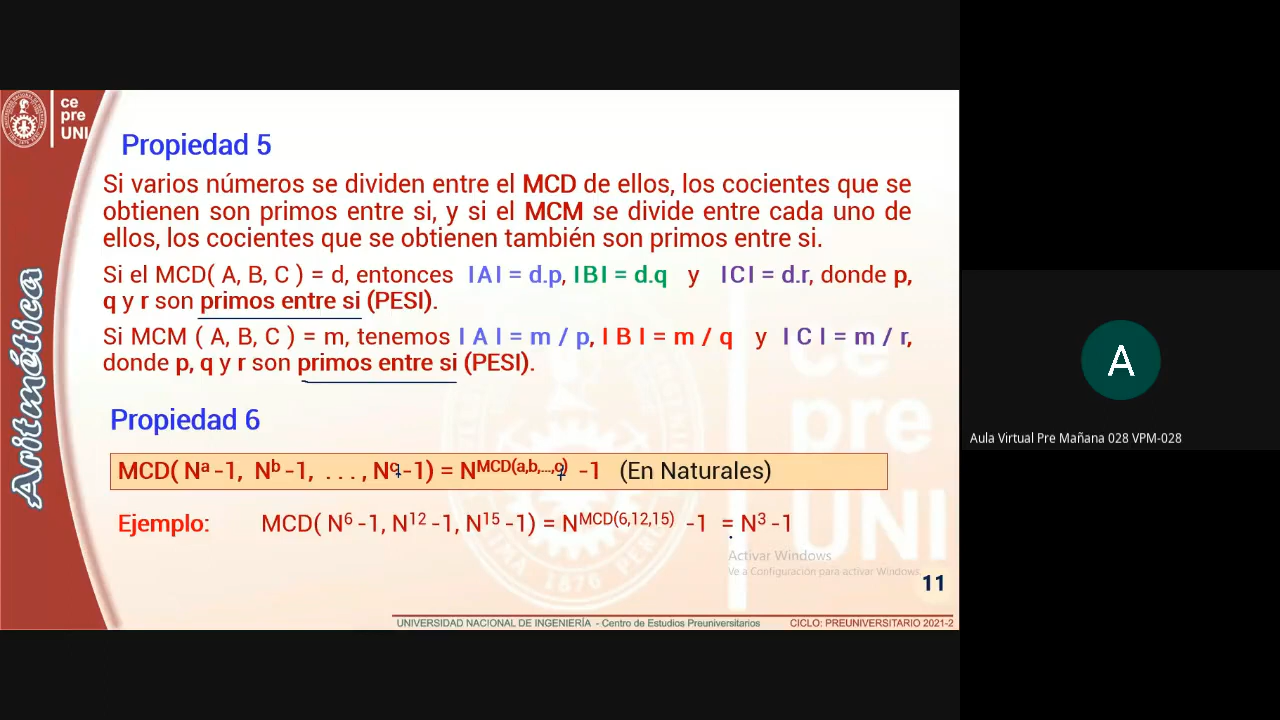 ce
pre
UNI
Propiedad 5
Si varios números se dividen entre el MCD de ellos, los cocientes que se
obtienen son primos entre si, y si el MCM se divide entre cada uno de
ellos, los cocientes que se obtienen también son primos entre si.
Si el MCD( A, B, C ) = d, entonces I A I = d.p, I B I = d.q y I C I = d.r, donde p,
q y r son primos entre si (PESI).
Si MCM ( A, B, C ) = m, tenemos I A I = m / p, I B I = m / q y I C I = m / r,
donde p, q y r son primos entre si (PESI).
Aritmética
Propiedad 6
MCD( Nᵃ -1, Nᵇ -1, . . . , Nᶜ -1) = N^MCD(a,b,...,c) -1 (En Naturales)
Ejemplo: MCD( N⁶ -1, N¹² -1, N¹⁵ -1) = N^MCD(6,12,15) -1 = N³ -1
ce
pre
UNI
1876
Activar Windows
Ve a Configuración para activar Windows.
11
UNIVERSIDAD NACIONAL DE INGENIERÍA - Centro de Estudios Preuniversitarios CICLO: PREUNIVERSITARIO 2021-2
A
Aula Virtual Pre Mañana 028 VPM-028